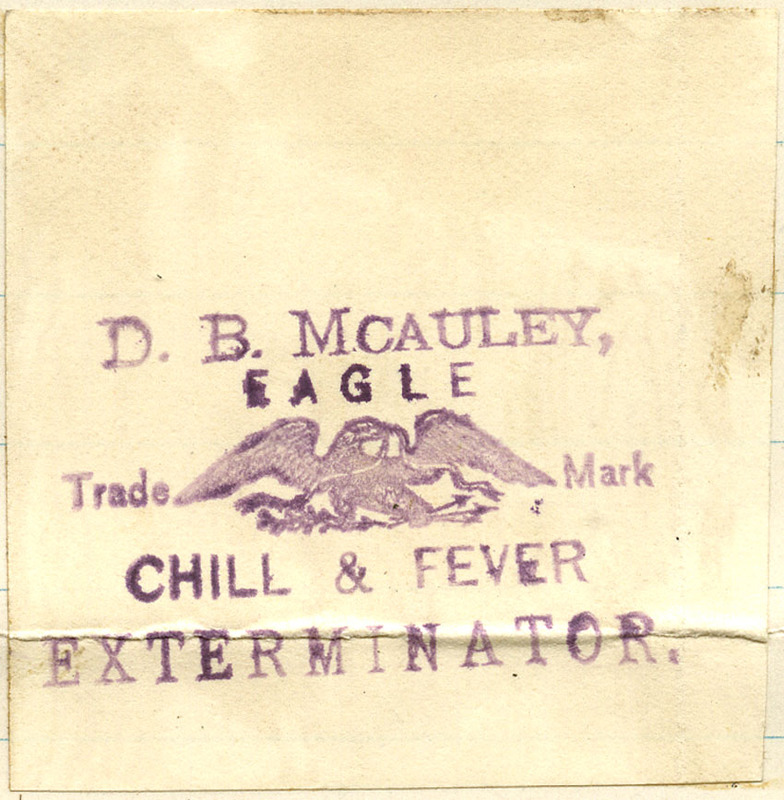 D. B. MCAULEY,
EAGLE
Trade Mark
CHILL & FEVER
EXTERMINATOR.